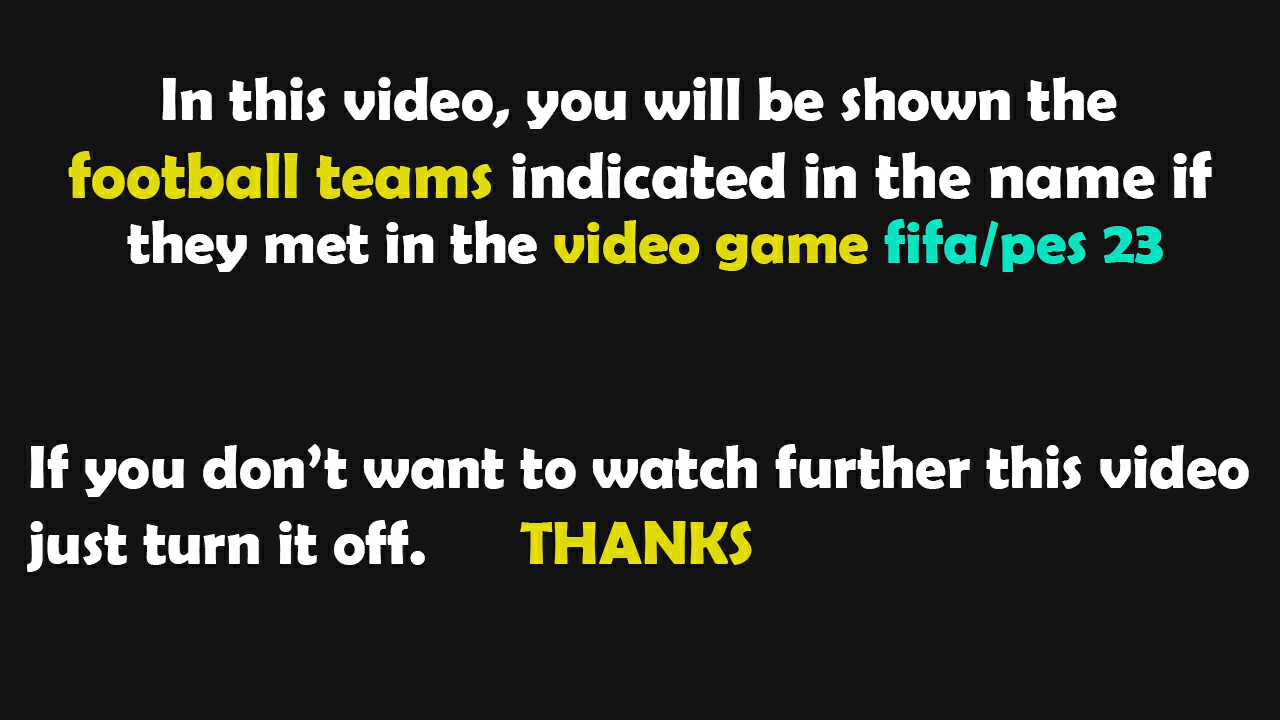 In this video, you will be shown the
football teams indicated in the name if
they met in the video game fifa/pes 23
If you don't want to watch further this video
just turn it off. THANKS